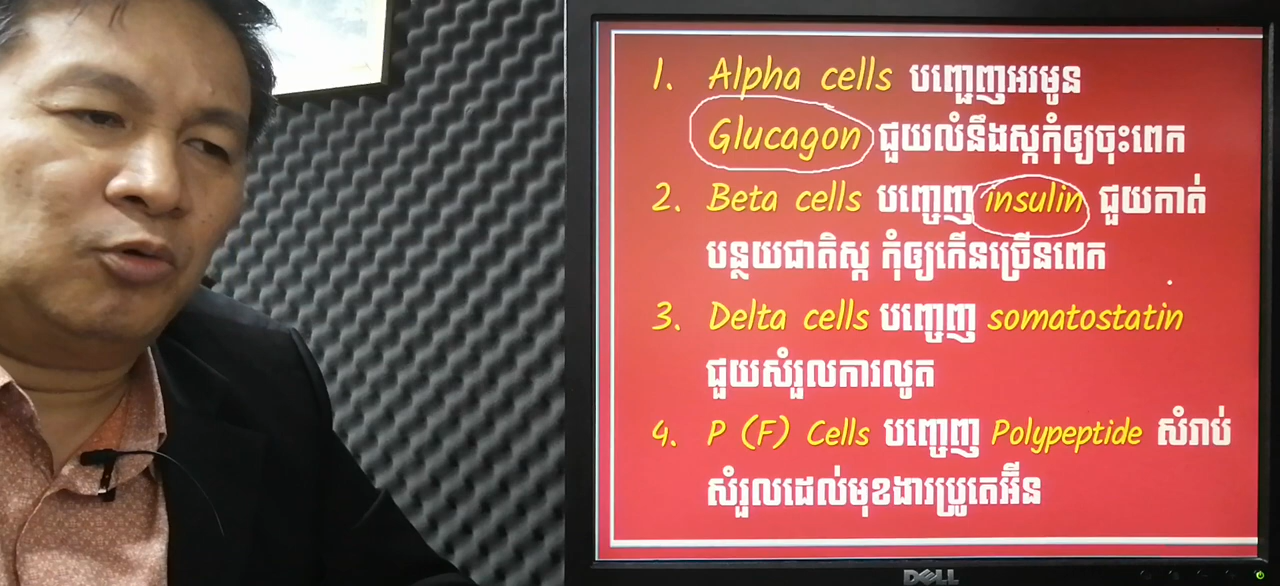 1. Alpha cells បញ្ចេញអរមូន
Glucagon ជួយលំនឹងស្កកុំឲ្យចុះពេក
2. Beta cells បញ្ចេញ insulin ជួយកាត់
បន្ថយជាតិស្ក កុំឲ្យកើនច្រើនពេក
3. Delta cells បញ្ចេញ somatostatin
ជួយសំរួលការលូត
4. P (F) Cells បញ្ចេញ Polypeptide សំរាប់
សំរួលដេល់មុខងារប្រូតេអ៊ីន
DELL